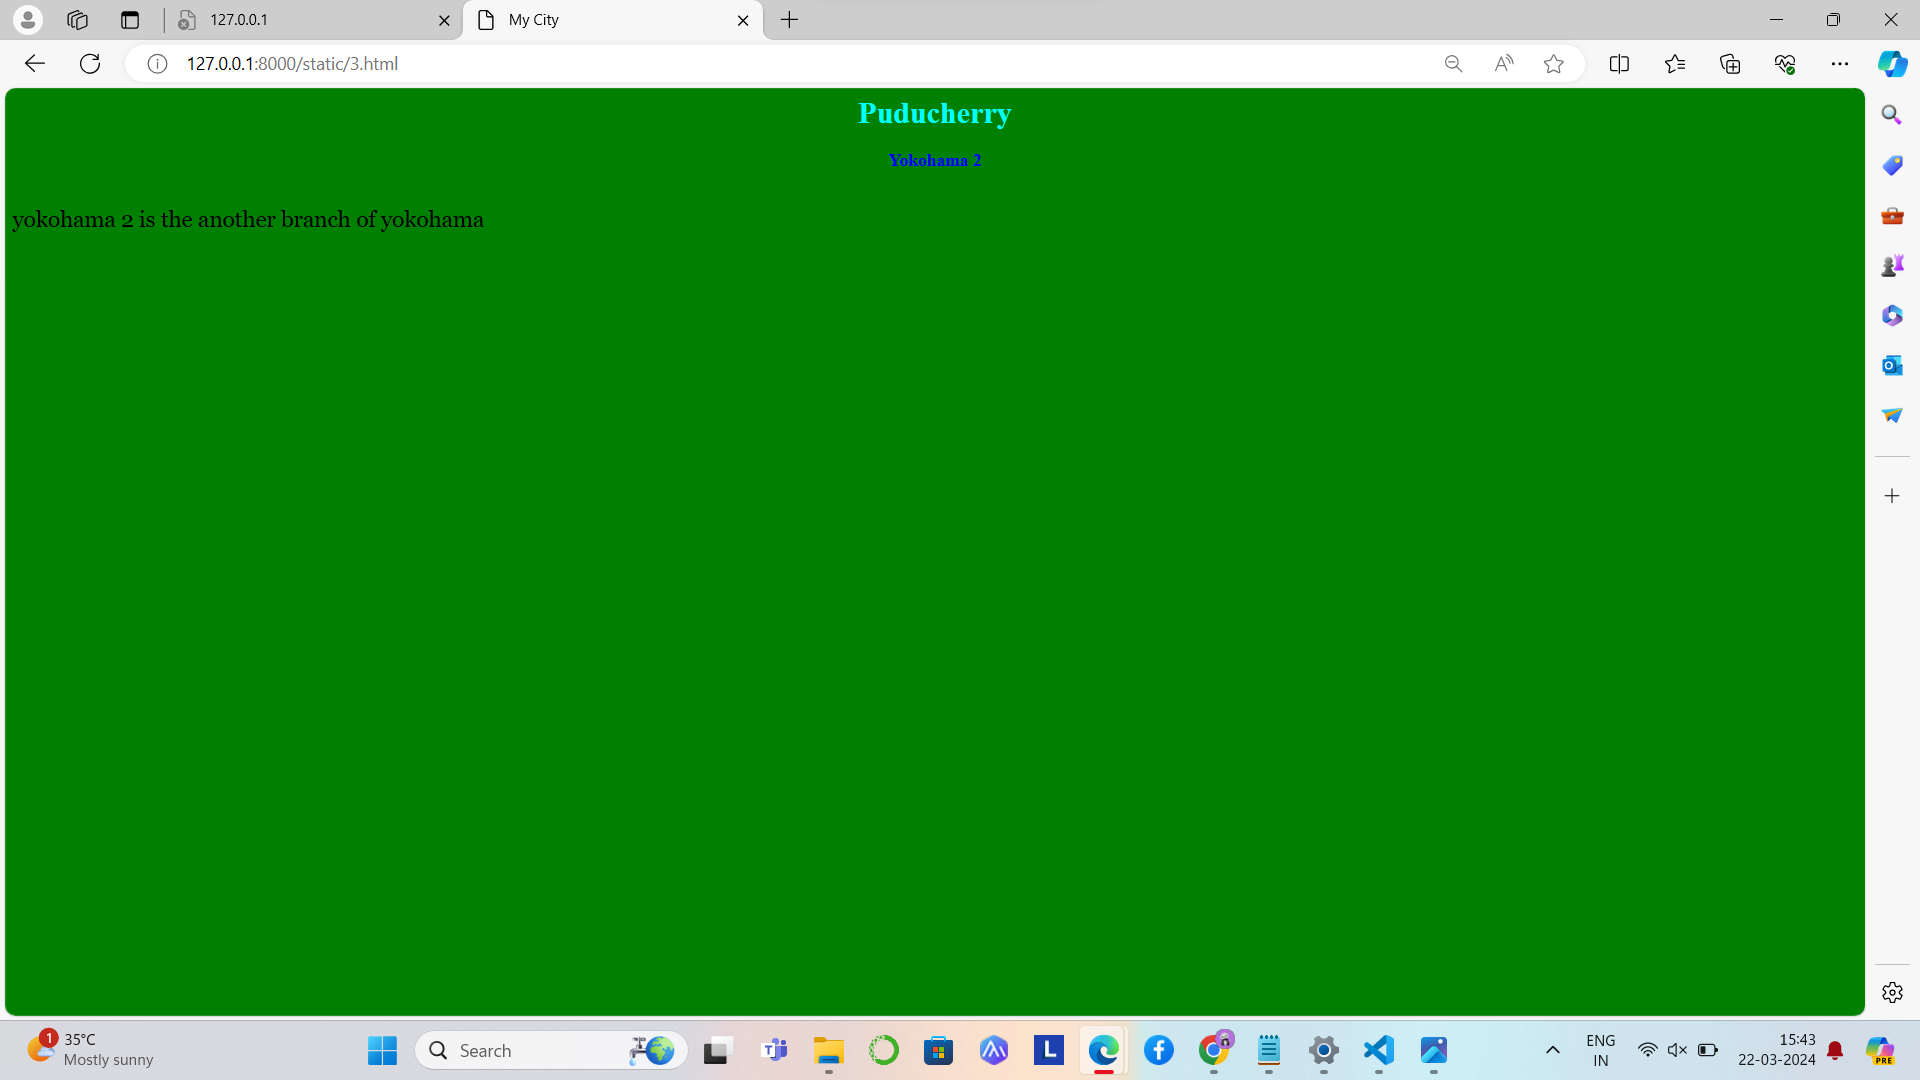 127.0.0.1
My City
127.0.0.1:8000/static/3.html
Puducherry
Yokohama 2
yokohama 2 is the another branch of yokohama
1
35°C
Mostly sunny
Search
L
ENG
IN
15:43
22-03-2024
PRE